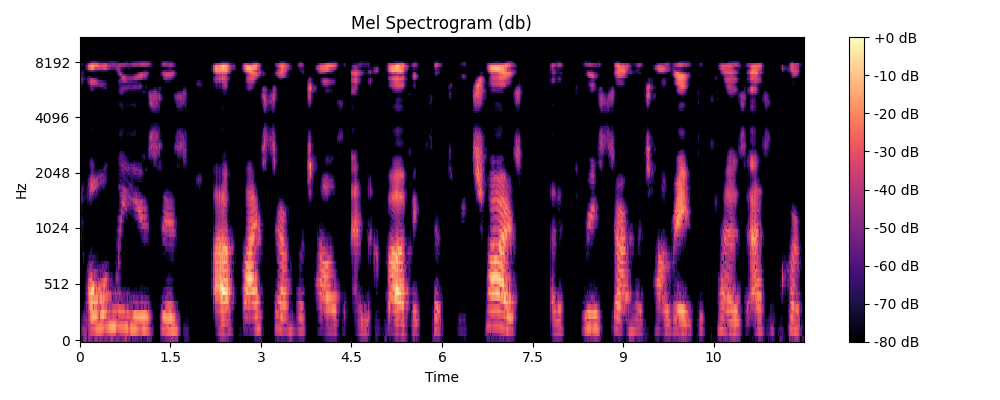 Mel Spectrogram (db)
Hz
8192
4096
2048
1024
512
0
0 1.5 3 4.5 6 7.5 9 10
Time
+0 dB
-10 dB
-20 dB
-30 dB
-40 dB
-50 dB
-60 dB
-70 dB
-80 dB